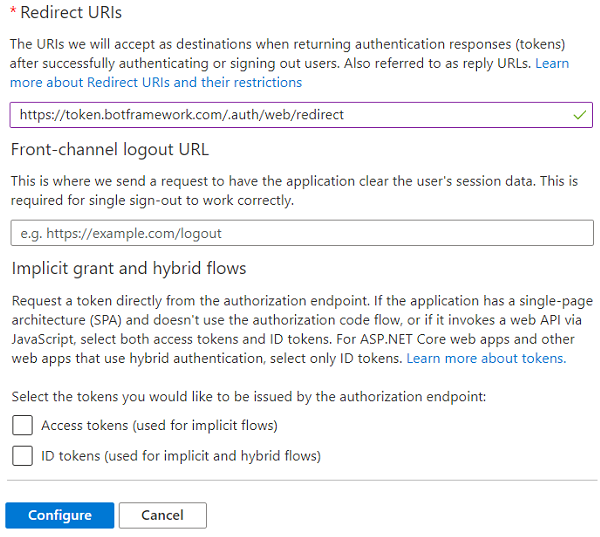 * Redirect URIs
The URIs we will accept as destinations when returning authentication responses (tokens)
after successfully authenticating or signing out users. Also referred to as reply URLs. Learn
more about Redirect URIs and their restrictions
https://token.botframework.com/.auth/web/redirect
Front-channel logout URL
This is where we send a request to have the application clear the user's session data. This is
required for single sign-out to work correctly.
e.g. https://example.com/logout
Implicit grant and hybrid flows
Request a token directly from the authorization endpoint. If the application has a single-page
architecture (SPA) and doesn't use the authorization code flow, or if it invokes a web API via
JavaScript, select both access tokens and ID tokens. For ASP.NET Core web apps and other
web apps that use hybrid authentication, select only ID tokens. Learn more about tokens.
Select the tokens you would like to be issued by the authorization endpoint:
Access tokens (used for implicit flows)
ID tokens (used for implicit and hybrid flows)
Configure Cancel